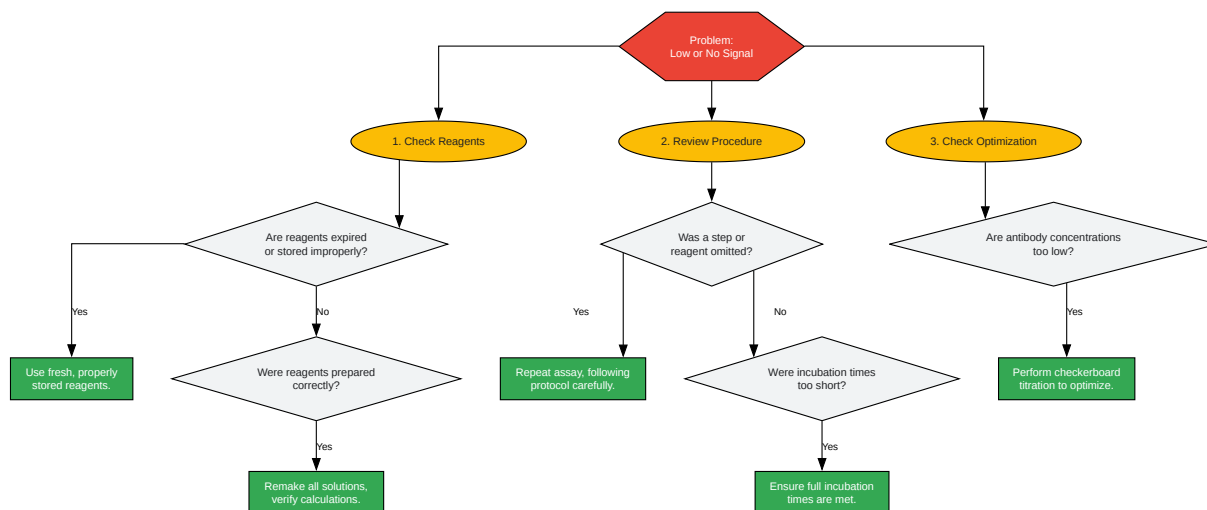 Problem:
Low or No Signal
1. Check Reagents
2. Review Procedure
3. Check Optimization
Are reagents expired
or stored improperly?
Was a step or
reagent omitted?
Are antibody concentrations
too low?
Yes
No
Yes
No
Yes
Use fresh, properly
stored reagents.
Were reagents prepared
correctly?
Repeat assay, following
protocol carefully.
Were incubation times
too short?
Perform checkerboard
titration to optimize.
Yes
Yes
Remake all solutions,
verify calculations.
Ensure full incubation
times are met.